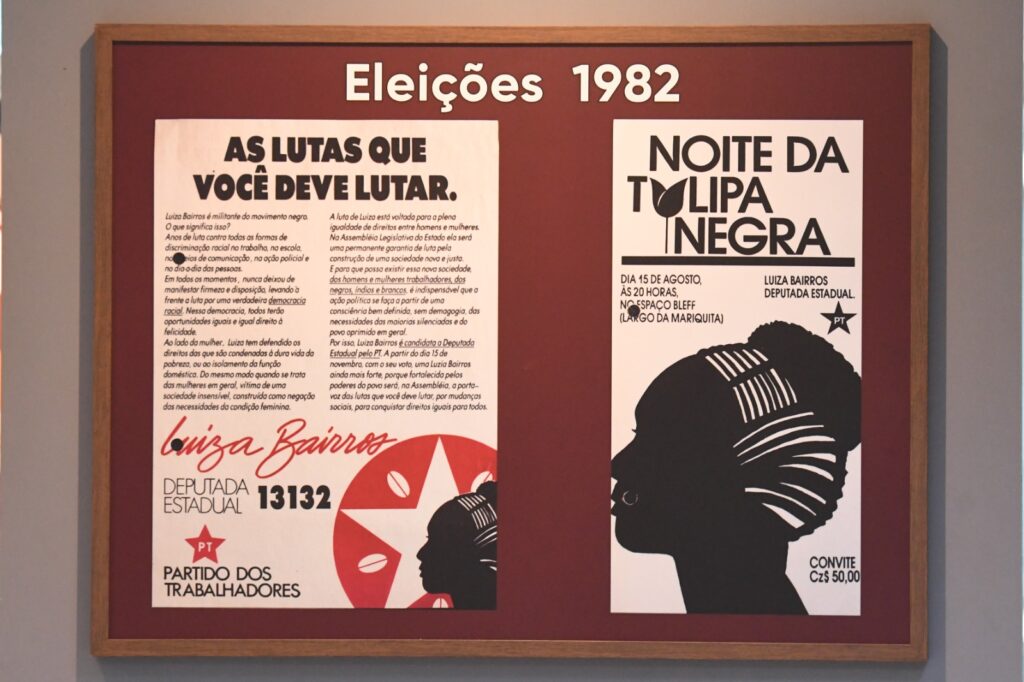 Eleições 1982
AS LUTAS QUE
VOCÊ DEVE LUTAR.
Luiza Bairros é militante do movimento negro.
O que significa isso?
Anos de luta contra todas as formas de
discriminação racial no trabalho, na escola,
nos meios de comunicação, na ação policial e
no dia-a-dia das pessoas.
Em todos os momentos, nunca deixou de
manifestar firmeza e disposição, levando à
frente a luta por uma verdadeira democracia
racial. Nessa democracia, todos terão
oportunidades iguais e igual direito à
felicidade.
Ao lado da mulher, Luiza tem defendido os
direitos das que são condenadas à dura vida da
pobreza, ou ao isolamento da função
doméstica. Do mesmo modo quando se trata
das mulheres em geral, vítima de uma
sociedade insensível, construída como negação
das necessidades da condição feminina.
A luta de Luiza está voltada para a plena
igualdade de direitos entre homens e mulheres.
Na Assembléia Legislativa do Estado ela será
uma permanente garantia de luta pela
construção de uma sociedade nova e justa.
E para que possa existir essa nova sociedade,
dos homens e mulheres trabalhadores, dos
negros, índios e brancos, é indispensável que a
ação política se faça a partir de uma
consciência bem definida, sem demagogia, das
necessidades das maiorias silenciadas e do
povo oprimido em geral.
Por isso, Luiza Bairros é candidata a Deputada
Estadual pelo PT. A partir do dia 15 de
novembro, com o seu voto, uma Luzia Bairros
ainda mais forte, porque fortalecida pelos
poderes do povo será, na Assembléia, a porta-
voz das lutas que você deve lutar, por mudanças
sociais, para conquistar direitos iguais para todos.
Luiza Bairros
DEPUTADA
ESTADUAL 13132
PT
PARTIDO DOS
TRABALHADORES
NOITE DA
TULIPA
NEGRA
DIA 15 DE AGOSTO,
ÀS 20 HORAS,
NO ESPAÇO BLEFF
(LARGO DA MARIQUITA)
LUIZA BAIRROS
DEPUTADA ESTADUAL.
PT
CONVITE
Cz$ 50,00